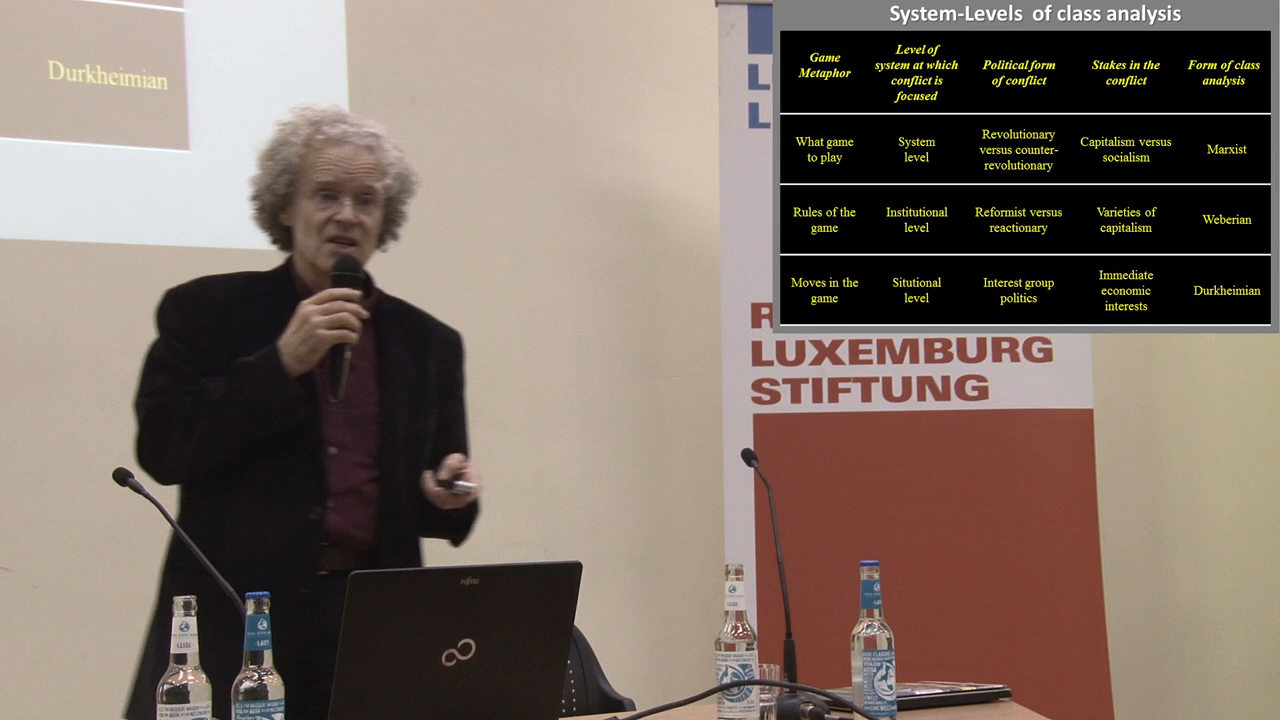 System-Levels of class analysis
Game
Metaphor
Level of
system at which
conflict is
focused
Political form
of conflict
Stakes in the
conflict
Form of class
analysis
What game
to play
System
level
Revolutionary
versus counter-
revolutionary
Capitalism versus
socialism
Marxist
Rules of the
game
Institutional
level
Reformist versus
reactionary
Varieties of
capitalism
Weberian
Moves in the
game
Situtional
level
Interest group
politics
Immediate
economic
interests
Durkheimian
Durkheimian
LUXEMBURG
STIFTUNG
FUJITSU